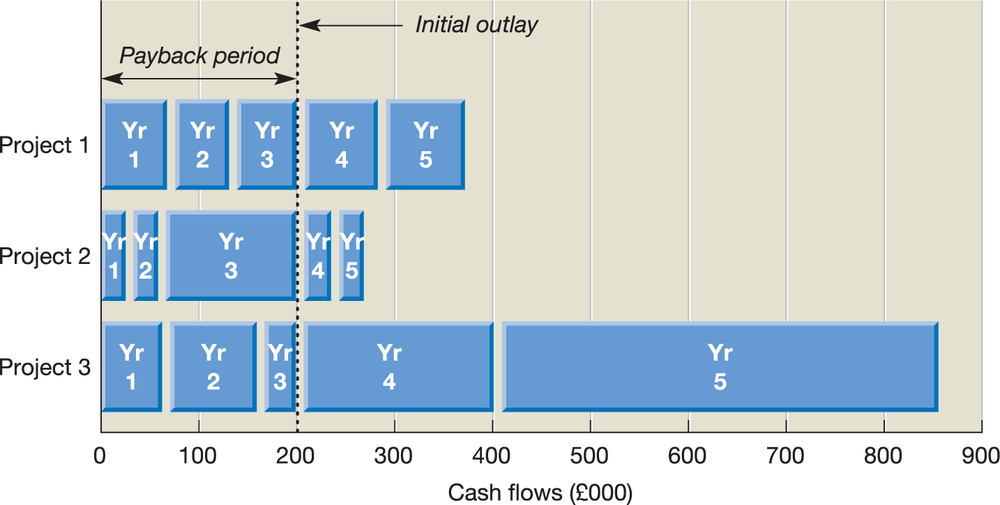 Initial outlay
Payback period
Project 1
Yr 1
Yr 2
Yr 3
Yr 4
Yr 5
Project 2
Yr 1
Yr 2
Yr 3
Yr 4
Yr 5
Project 3
Yr 1
Yr 2
Yr 3
Yr 4
Yr 5
0 100 200 300 400 500 600 700 800 900
Cash flows (£000)